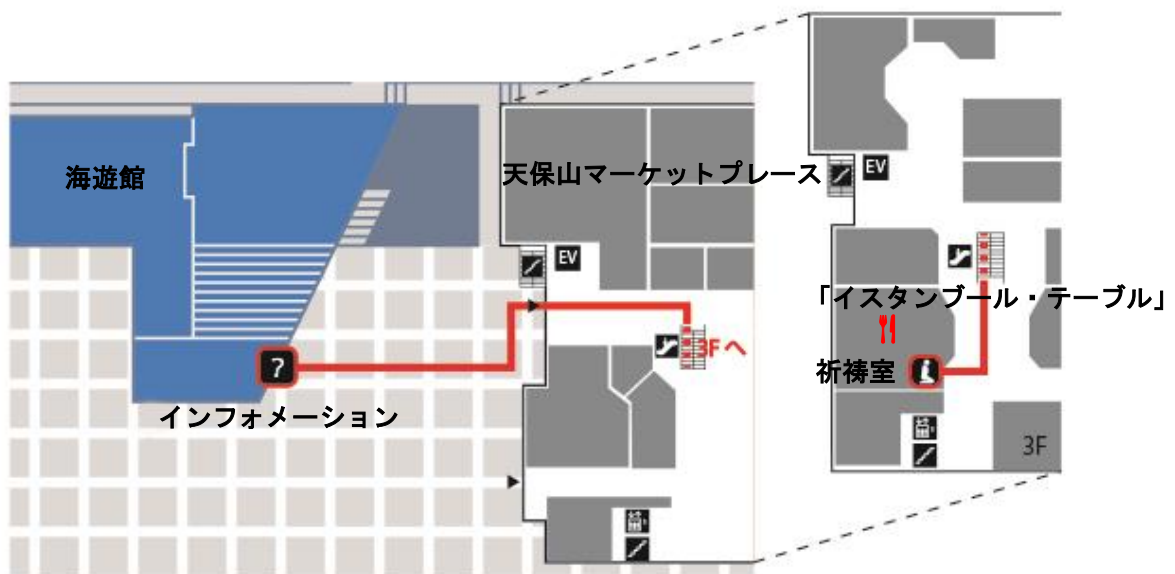 海遊館
天保山マーケットプレース
EV
EV
「イスタンブール・テーブル」
3Fへ
?
祈祷室
インフォメーション
3F